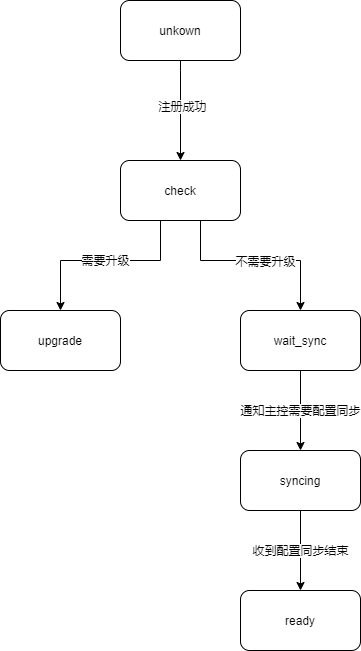 unkown
注册成功
check
需要升级
不需要升级
upgrade
wait_sync
通知主控需要配置同步
syncing
收到配置同步结束
ready